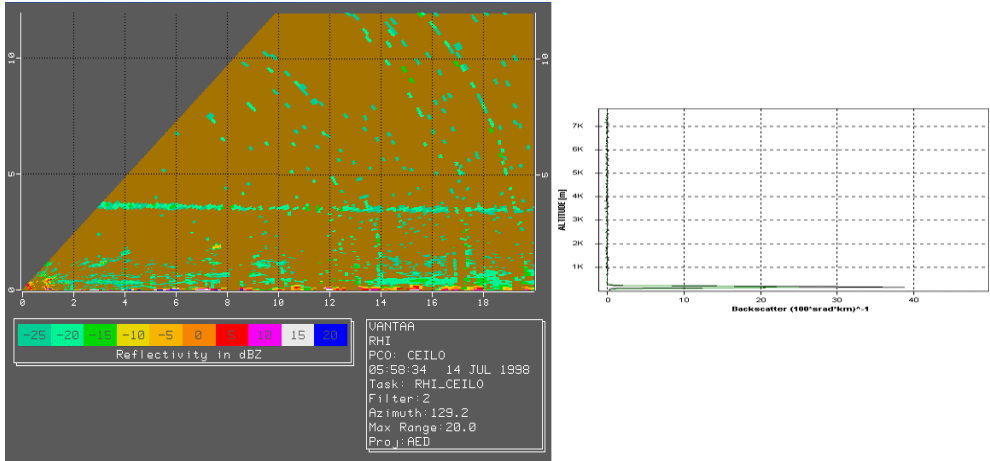 10
10
5
5
0
0
2
4
6
8
10
12
14
16
18
-25 -20 -15 -10 -5 0 5 10 15 20
Reflectivity in dBZ
VANTAA
RHI
PCO: CEILO
05:58:34 14 JUL 1998
Task: RHI_CEILO
Filter:2
Azimuth:129.2
Max Range:20.0
Proj:AED
ALTITUDE [m]
7K
6K
5K
4K
3K
2K
1K
0 10 20 30 40
Backscatter (100*srad*km)^-1